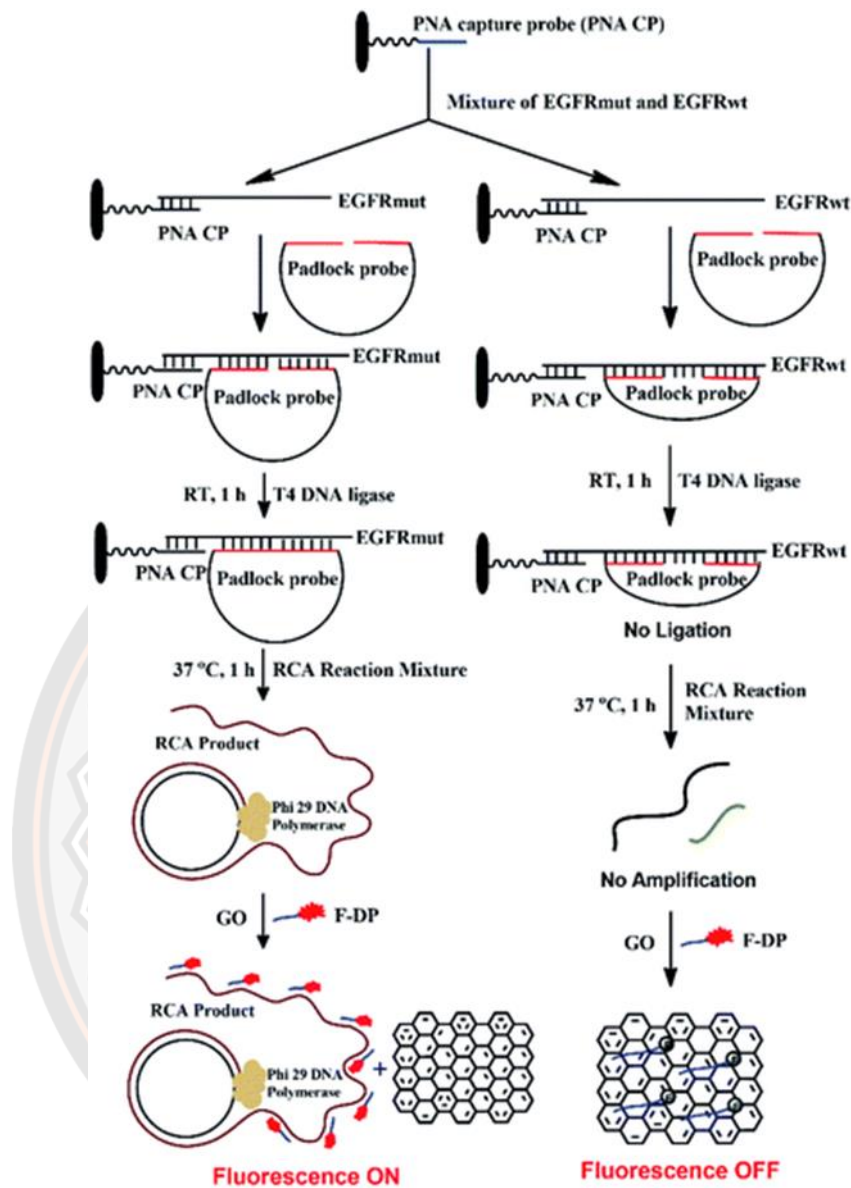 PNA capture probe (PNA CP)
Mixture of EGFRmut and EGFRwt
EGFRmut
PNA CP
Padlock probe
EGFRmut
PNA CP
Padlock probe
RT, 1 h
T4 DNA ligase
EGFRmut
PNA CP
Padlock probe
37 °C, 1 h
RCA Reaction Mixture
RCA Product
Phi 29 DNA
Polymerase
GO
F-DP
RCA Product
Phi 29 DNA
Polymerase
+
Fluorescence ON
EGFRwt
PNA CP
Padlock probe
EGFRwt
PNA CP
Padlock probe
RT, 1 h
T4 DNA ligase
EGFRwt
PNA CP
Padlock probe
No Ligation
37 °C, 1 h
RCA Reaction
Mixture
No Amplification
GO
F-DP
Fluorescence OFF